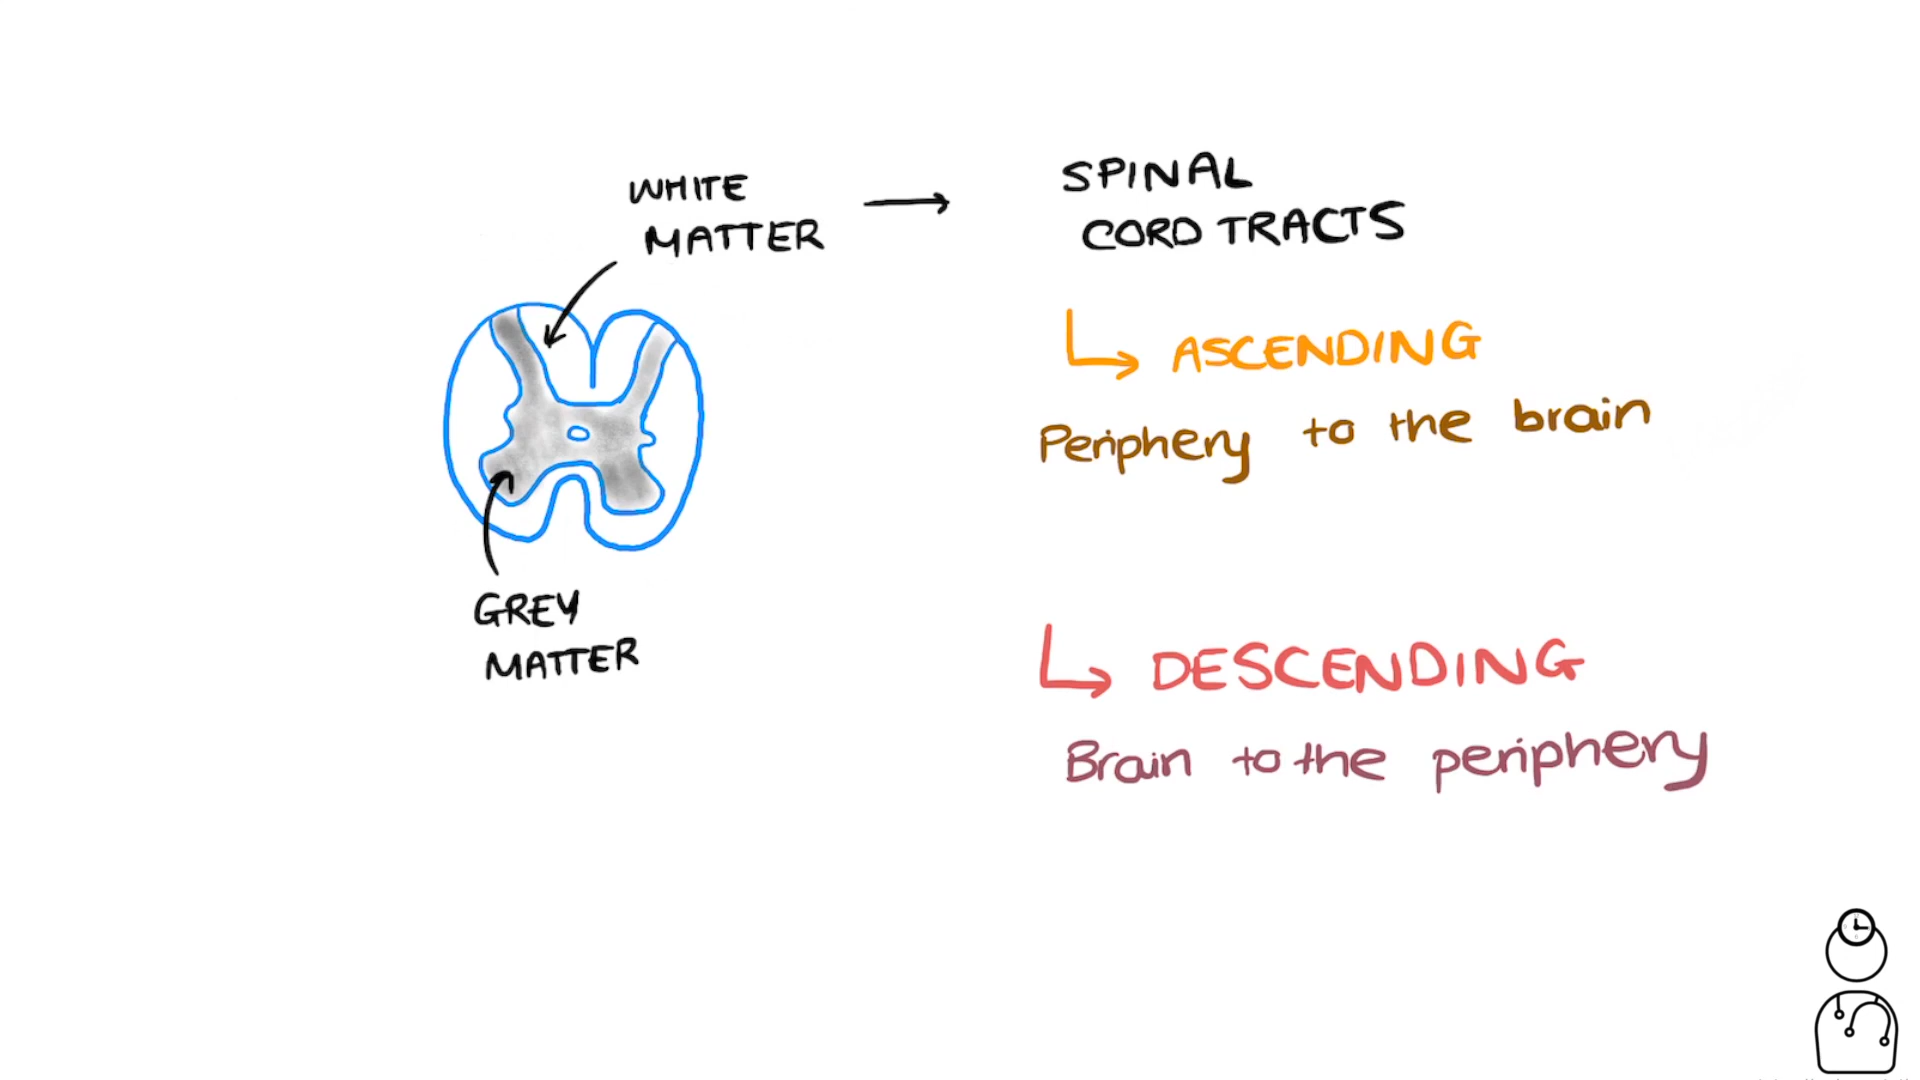 WHITE
MATTER
SPINAL
CORD TRACTS
ASCENDING
Periphery to the brain
GREY
MATTER
DESCENDING
Brain to the periphery